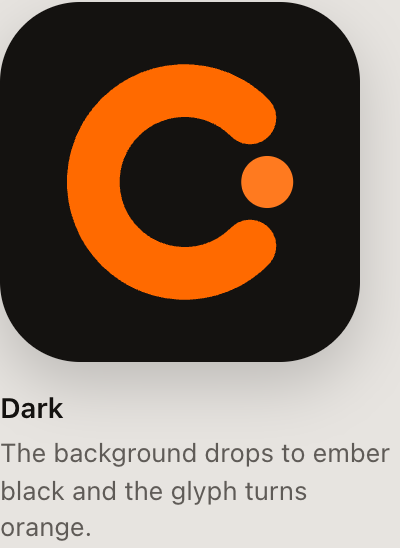 Dark
The background drops to ember
black and the glyph turns
orange.